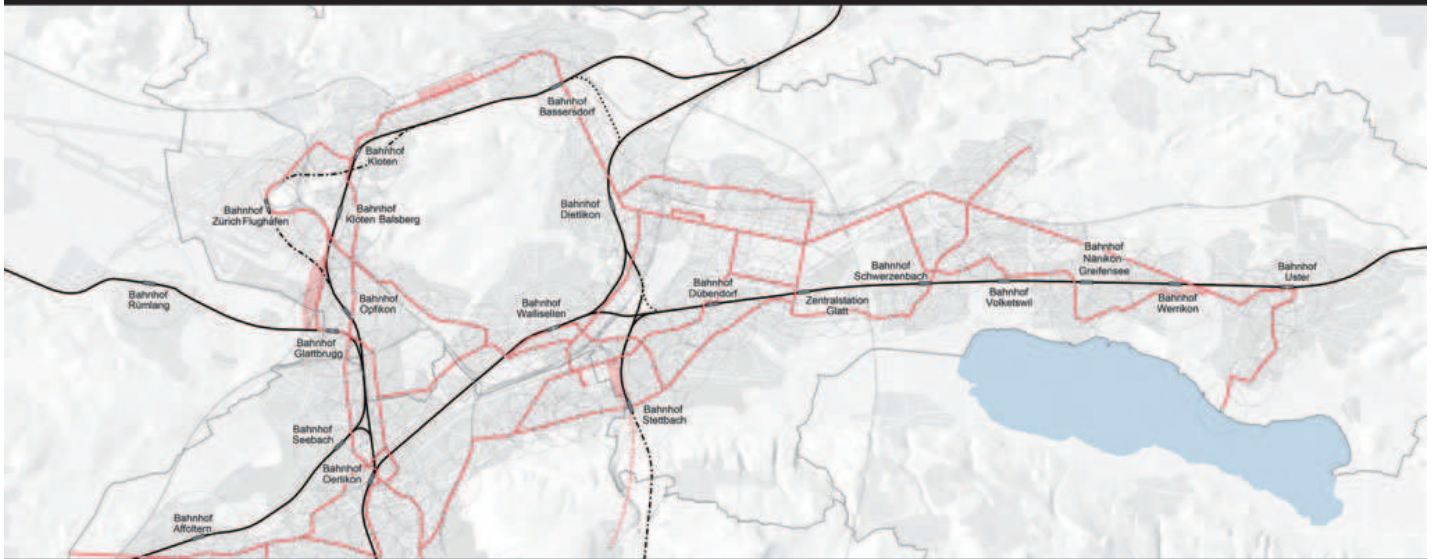 Bahnhof
Bassersdorf
Bahnhof
Kloten
Bahnhof
Zürich Flughafen
Bahnhof
Kloten Balsberg
Bahnhof
Dietlikon
Bahnhof
Rümlang
Bahnhof
Opfikon
Bahnhof
Glattbrugg
Bahnhof
Wallisellen
Bahnhof
Dübendorf
Zentralstation
Glatt
Bahnhof
Schwerzenbach
Bahnhof
Volketswil
Bahnhof
Nänikon-
Greifensee
Bahnhof
Werrikon
Bahnhof
Uster
Bahnhof
Stettbach
Bahnhof
Seebach
Bahnhof
Oerlikon
Bahnhof
Affoltern